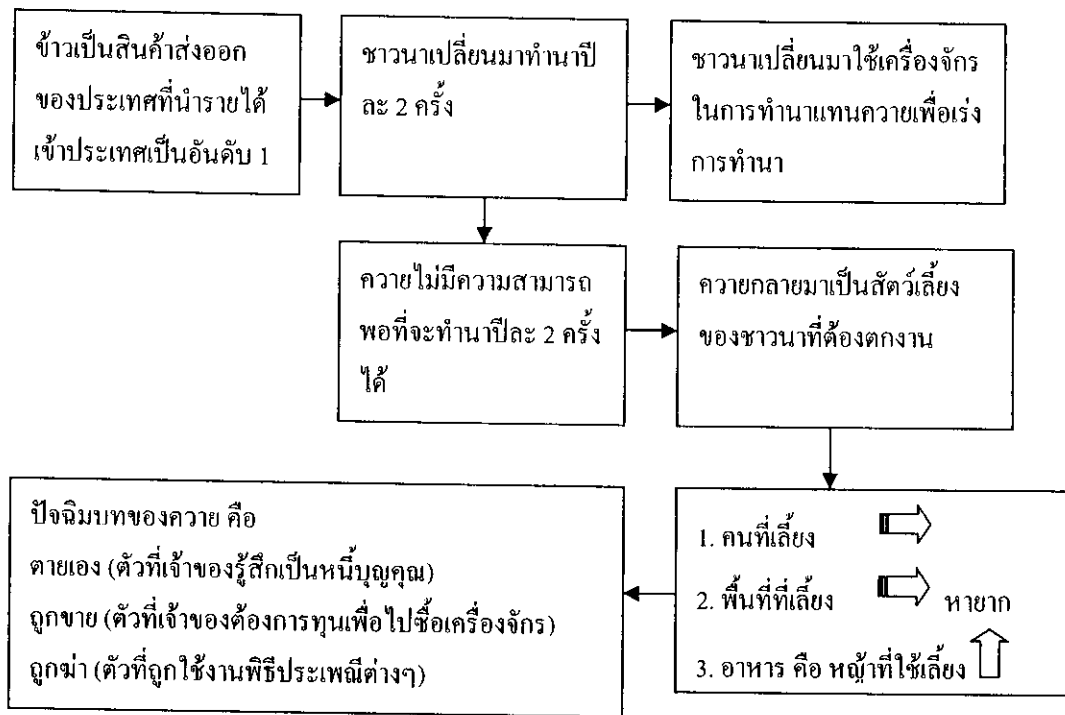 ข้าวเป็นสินค้าส่งออก
ของประเทศที่นำรายได้
เข้าประเทศเป็นอันดับ 1
ชาวนาเปลี่ยนมาทำนาปี
ละ 2 ครั้ง
ชาวนาเปลี่ยนมาใช้เครื่องจักร
ในการทำนาแทนควายเพื่อเร่ง
การทำนา
ควายไม่มีความสามารถ
พอที่จะทำนาปีละ 2 ครั้ง
ได้
ควายกลายมาเป็นสัตว์เลี้ยง
ของชาวนาที่ต้องตกงาน
1. คนที่เลี้ยง
2. พื้นที่ที่เลี้ยง หายาก
3. อาหาร คือ หญ้าที่ใช้เลี้ยง
ปัจฉิมบทของควาย คือ
ตายเอง (ตัวที่เจ้าของรู้สึกเป็นหนี้บุญคุณ)
ถูกขาย (ตัวที่เจ้าของต้องการทุนเพื่อไปซื้อเครื่องจักร)
ถูกฆ่า (ตัวที่ถูกใช้งานพิธีประเพณีต่างๆ)